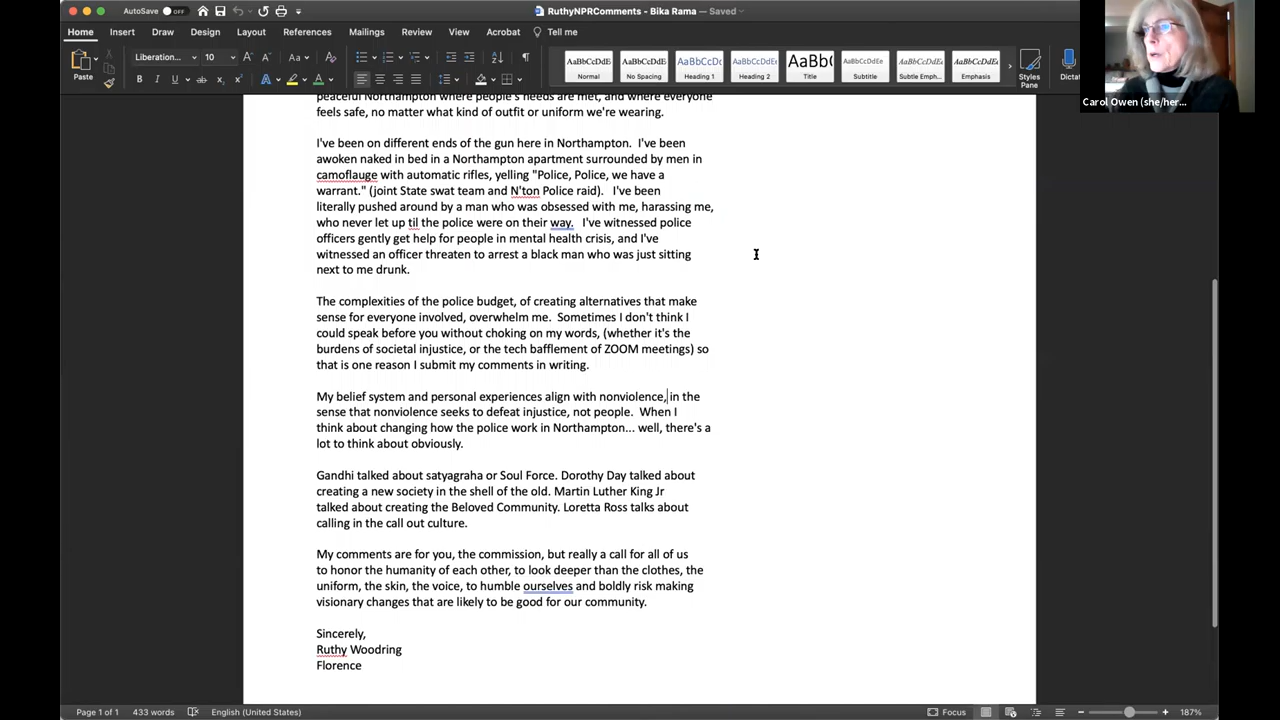 AutoSave OFF
RuthyNPRComments - Bika Rama — Saved
Home Insert Draw Design Layout References Mailings Review View Acrobat Tell me
Paste
Liberation... 10
Aa
B I U ab x x A A
AaBbCcDdEe AaBbCcDdEe AaBbCcDc AaBbCcDdE AaBb( AaBbCcDdEe AaBbCcDdEe AaBbCcDdEe
Normal No Spacing Heading 1 Heading 2 Title Subtitle Subtle Emph... Emphasis
Styles
Pane
Dictat
Carol Owen (she/her...
peaceful Northampton where people's needs are met, and where everyone
feels safe, no matter what kind of outfit or uniform we're wearing.
I've been on different ends of the gun here in Northampton. I've been
awoken naked in bed in a Northampton apartment surrounded by men in
camoflauge with automatic rifles, yelling "Police, Police, we have a
warrant." (joint State swat team and N'ton Police raid). I've been
literally pushed around by a man who was obsessed with me, harassing me,
who never let up til the police were on their way. I've witnessed police
officers gently get help for people in mental health crisis, and I've
witnessed an officer threaten to arrest a black man who was just sitting
next to me drunk.
The complexities of the police budget, of creating alternatives that make
sense for everyone involved, overwhelm me. Sometimes I don't think I
could speak before you without choking on my words, (whether it's the
burdens of societal injustice, or the tech bafflement of ZOOM meetings) so
that is one reason I submit my comments in writing.
My belief system and personal experiences align with nonviolence, in the
sense that nonviolence seeks to defeat injustice, not people. When I
think about changing how the police work in Northampton... well, there's a
lot to think about obviously.
Gandhi talked about satyagraha or Soul Force. Dorothy Day talked about
creating a new society in the shell of the old. Martin Luther King Jr
talked about creating the Beloved Community. Loretta Ross talks about
calling in the call out culture.
My comments are for you, the commission, but really a call for all of us
to honor the humanity of each other, to look deeper than the clothes, the
uniform, the skin, the voice, to humble ourselves and boldly risk making
visionary changes that are likely to be good for our community.
Sincerely,
Ruthy Woodring
Florence
Page 1 of 1 433 words English (United States) Focus 187%